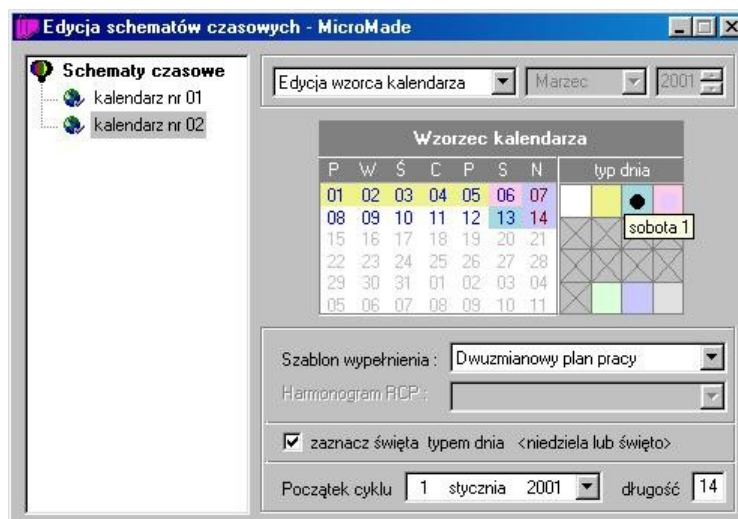 Edycja schematów czasowych - MicroMade
Schematy czasowe
kalendarz nr 01
kalendarz nr 02
Edycja wzorca kalendarza Marzec 2001
Wzorzec kalendarza
P W Ś C P S N typ dnia
01 02 03 04 05 06 07
08 09 10 11 12 13 14
sobota 1
15 16 17 18 19 20 21
22 23 24 25 26 27 28
29 30 31 01 02 03 04
05 06 07 08 09 10 11
Szablon wypełnienia : Dwuzmianowy plan pracy
Harmonogram RCP :
zaznacz święta typem dnia <niedziela lub święto>
Początek cyklu 1 stycznia 2001 długość 14